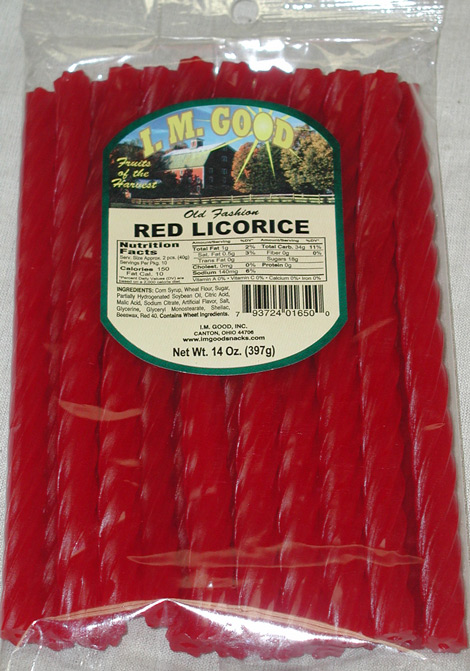 I. M. GOOD
Fruits
of the
Harvest
Old Fashion
RED LICORICE
Nutrition
Facts
Serv. Size Approx. 2 pcs. (40g)
Servings Per Pkg. 10
Calories 150
Fat Cal. 10
*Percent Daily Values (DV) are
based on a 2,000 calorie diet
Amount/Serving %DV*
Total Fat 1g 2%
Sat. Fat 0.5g 3%
Trans Fat 0g
Cholest. 0mg 0%
Sodium 140mg 6%
Amount/Serving %DV*
Total Carb. 34g 11%
Fiber 0g 0%
Sugars 18g
Protein 0g
Vitamin A 0% • Vitamin C 0% • Calcium 0% • Iron 0%
INGREDIENTS: Corn Syrup, Wheat Flour, Sugar,
Partially Hydrogenated Soybean Oil, Citric Acid,
Malic Acid, Sodium Citrate, Artificial Flavor, Salt,
Glycerine, Glyceryl Monostearate, Shellac,
Beeswax, Red 40. Contains Wheat Ingredients.
7 93724 01650 0
I.M. GOOD, INC.
CANTON, OHIO 44706
www.imgoodsnacks.com
Net Wt. 14 Oz. (397g)